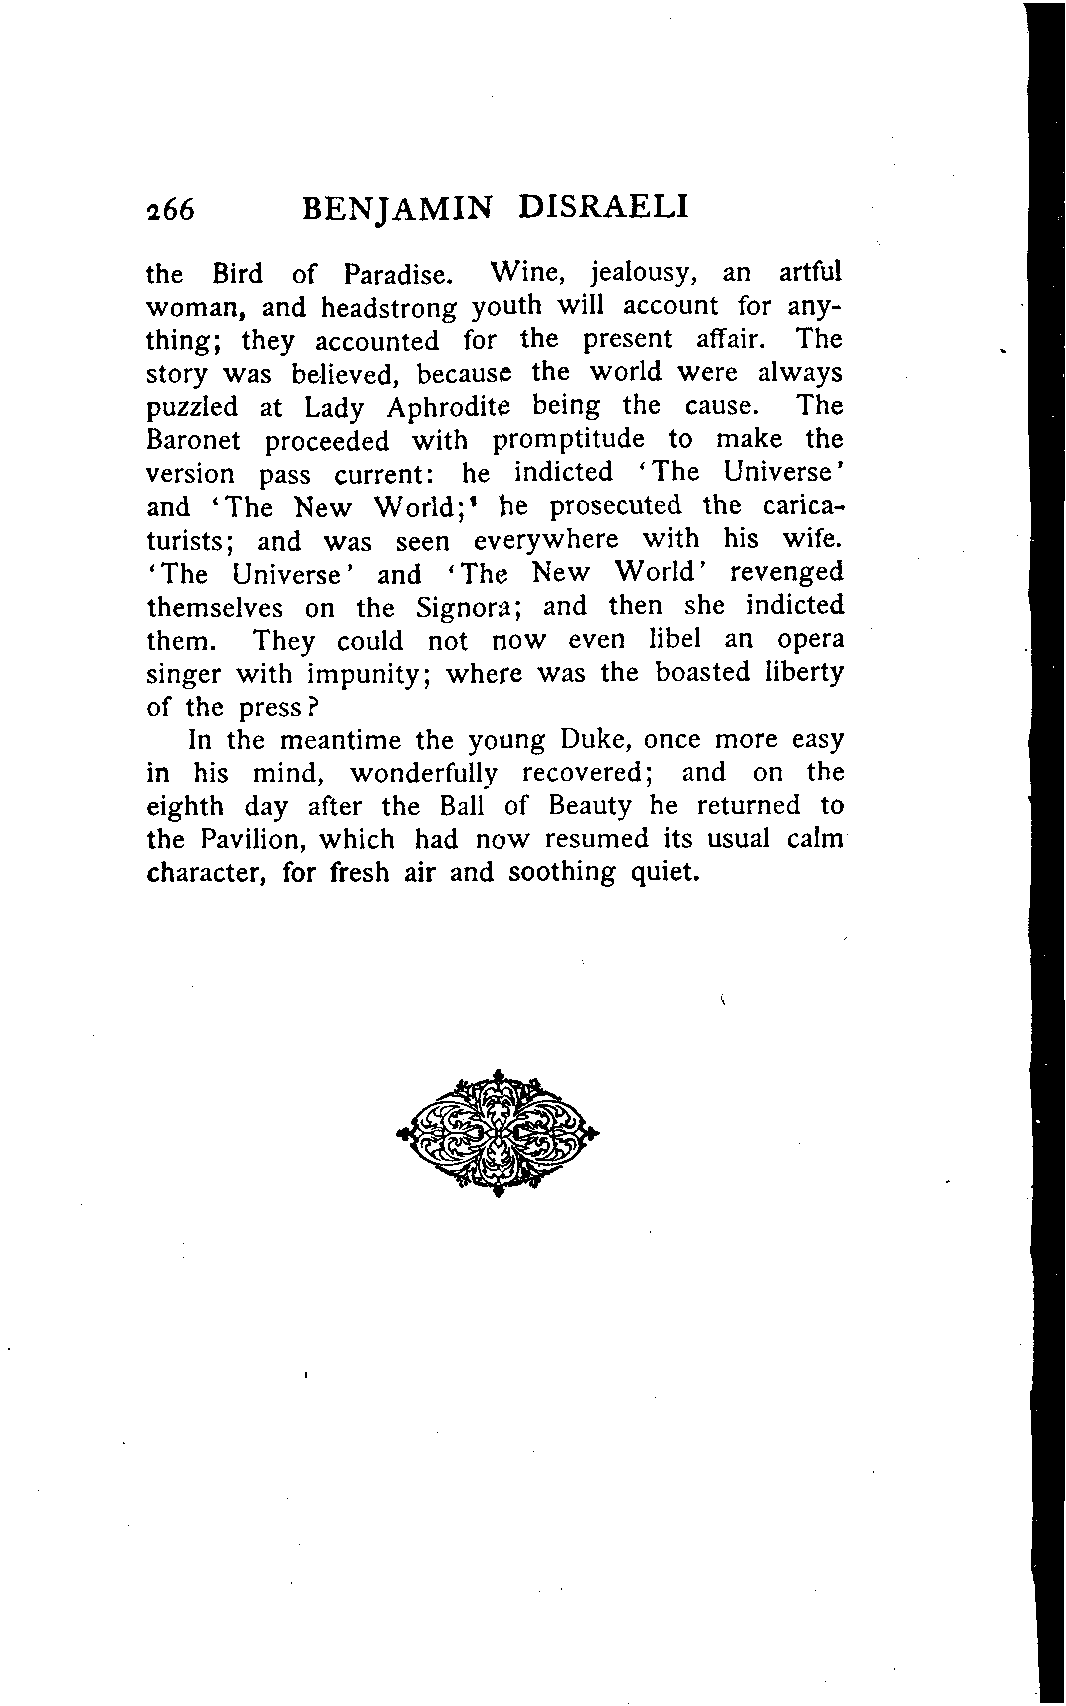 266 BENJAMIN DISRAELI
the Bird of Paradise. Wine, jealousy, an artful
woman, and headstrong youth will account for any-
thing; they accounted for the present affair. The
story was believed, because the world were always
puzzled at Lady Aphrodite being the cause. The
Baronet proceeded with promptitude to make the
version pass current: he indicted ‘The Universe’
and ‘The New World;’ he prosecuted the carica-
turists; and was seen everywhere with his wife.
‘The Universe’ and ‘The New World’ revenged
themselves on the Signora; and then she indicted
them. They could not now even libel an opera
singer with impunity; where was the boasted liberty
of the press?
In the meantime the young Duke, once more easy
in his mind, wonderfully recovered; and on the
eighth day after the Ball of Beauty he returned to
the Pavilion, which had now resumed its usual calm
character, for fresh air and soothing quiet.